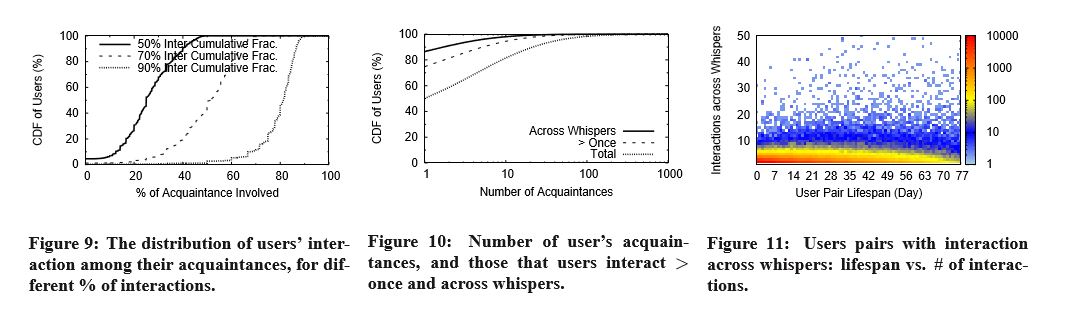 100
80
60
40
20
0
CDF of Users (%)
50% Inter Cumulative Frac.
70% Inter Cumulative Frac.
90% Inter Cumulative Frac.
0 20 40 60 80 100
% of Acquaintance Involved
Figure 9: The distribution of users' inter-
action among their acquaintances, for dif-
ferent % of interactions.
100
80
60
40
20
0
CDF of Users (%)
Across Whispers
> Once
Total
1 10 100 1000
Number of Acquaintances
Figure 10: Number of user's acquain-
tances, and those that users interact >
once and across whispers.
50
40
30
20
10
Interactions across Whispers
0 7 14 21 28 35 42 49 56 63 70 77
User Pair Lifespan (Day)
10000
1000
100
10
1
Figure 11: Users pairs with interaction
across whispers: lifespan vs. # of interac-
tions.